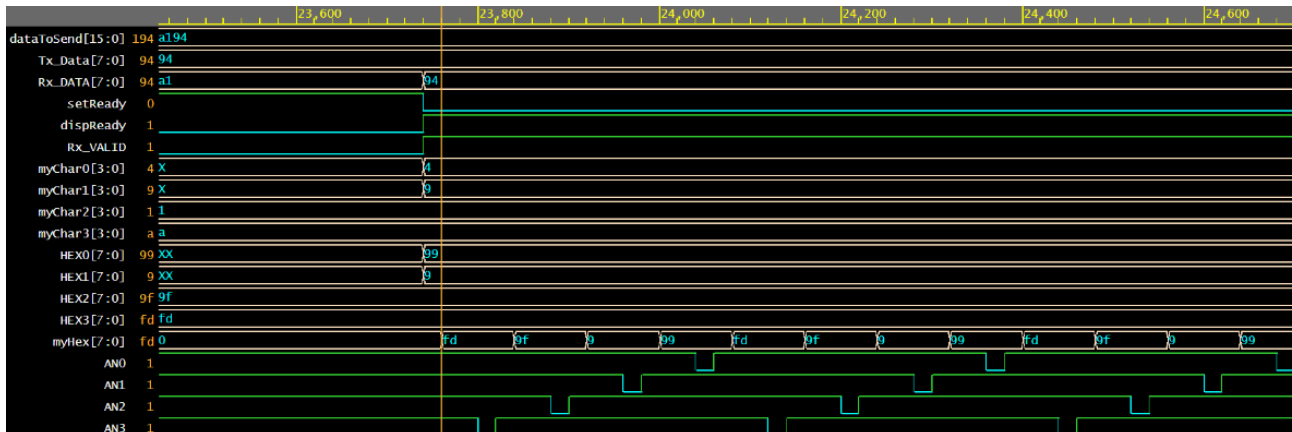 23,600 23,800 24,000 24,200 24,400 24,600
dataToSend[15:0] 194 a194
Tx_Data[7:0] 94 94
Rx_DATA[7:0] 94 a1 94
setReady 0
dispReady 1
Rx_VALID 1
myChar0[3:0] 4 X 4
myChar1[3:0] 9 X 9
myChar2[3:0] 1 1
myChar3[3:0] a a
HEX0[7:0] 99 XX 99
HEX1[7:0] 9 XX 9
HEX2[7:0] 9f 9f
HEX3[7:0] fd fd
myHex[7:0] fd 0 fd 9f 9 99 fd 9f 9 99 fd 9f 9 99
AN0 1
AN1 1
AN2 1
AN3 1